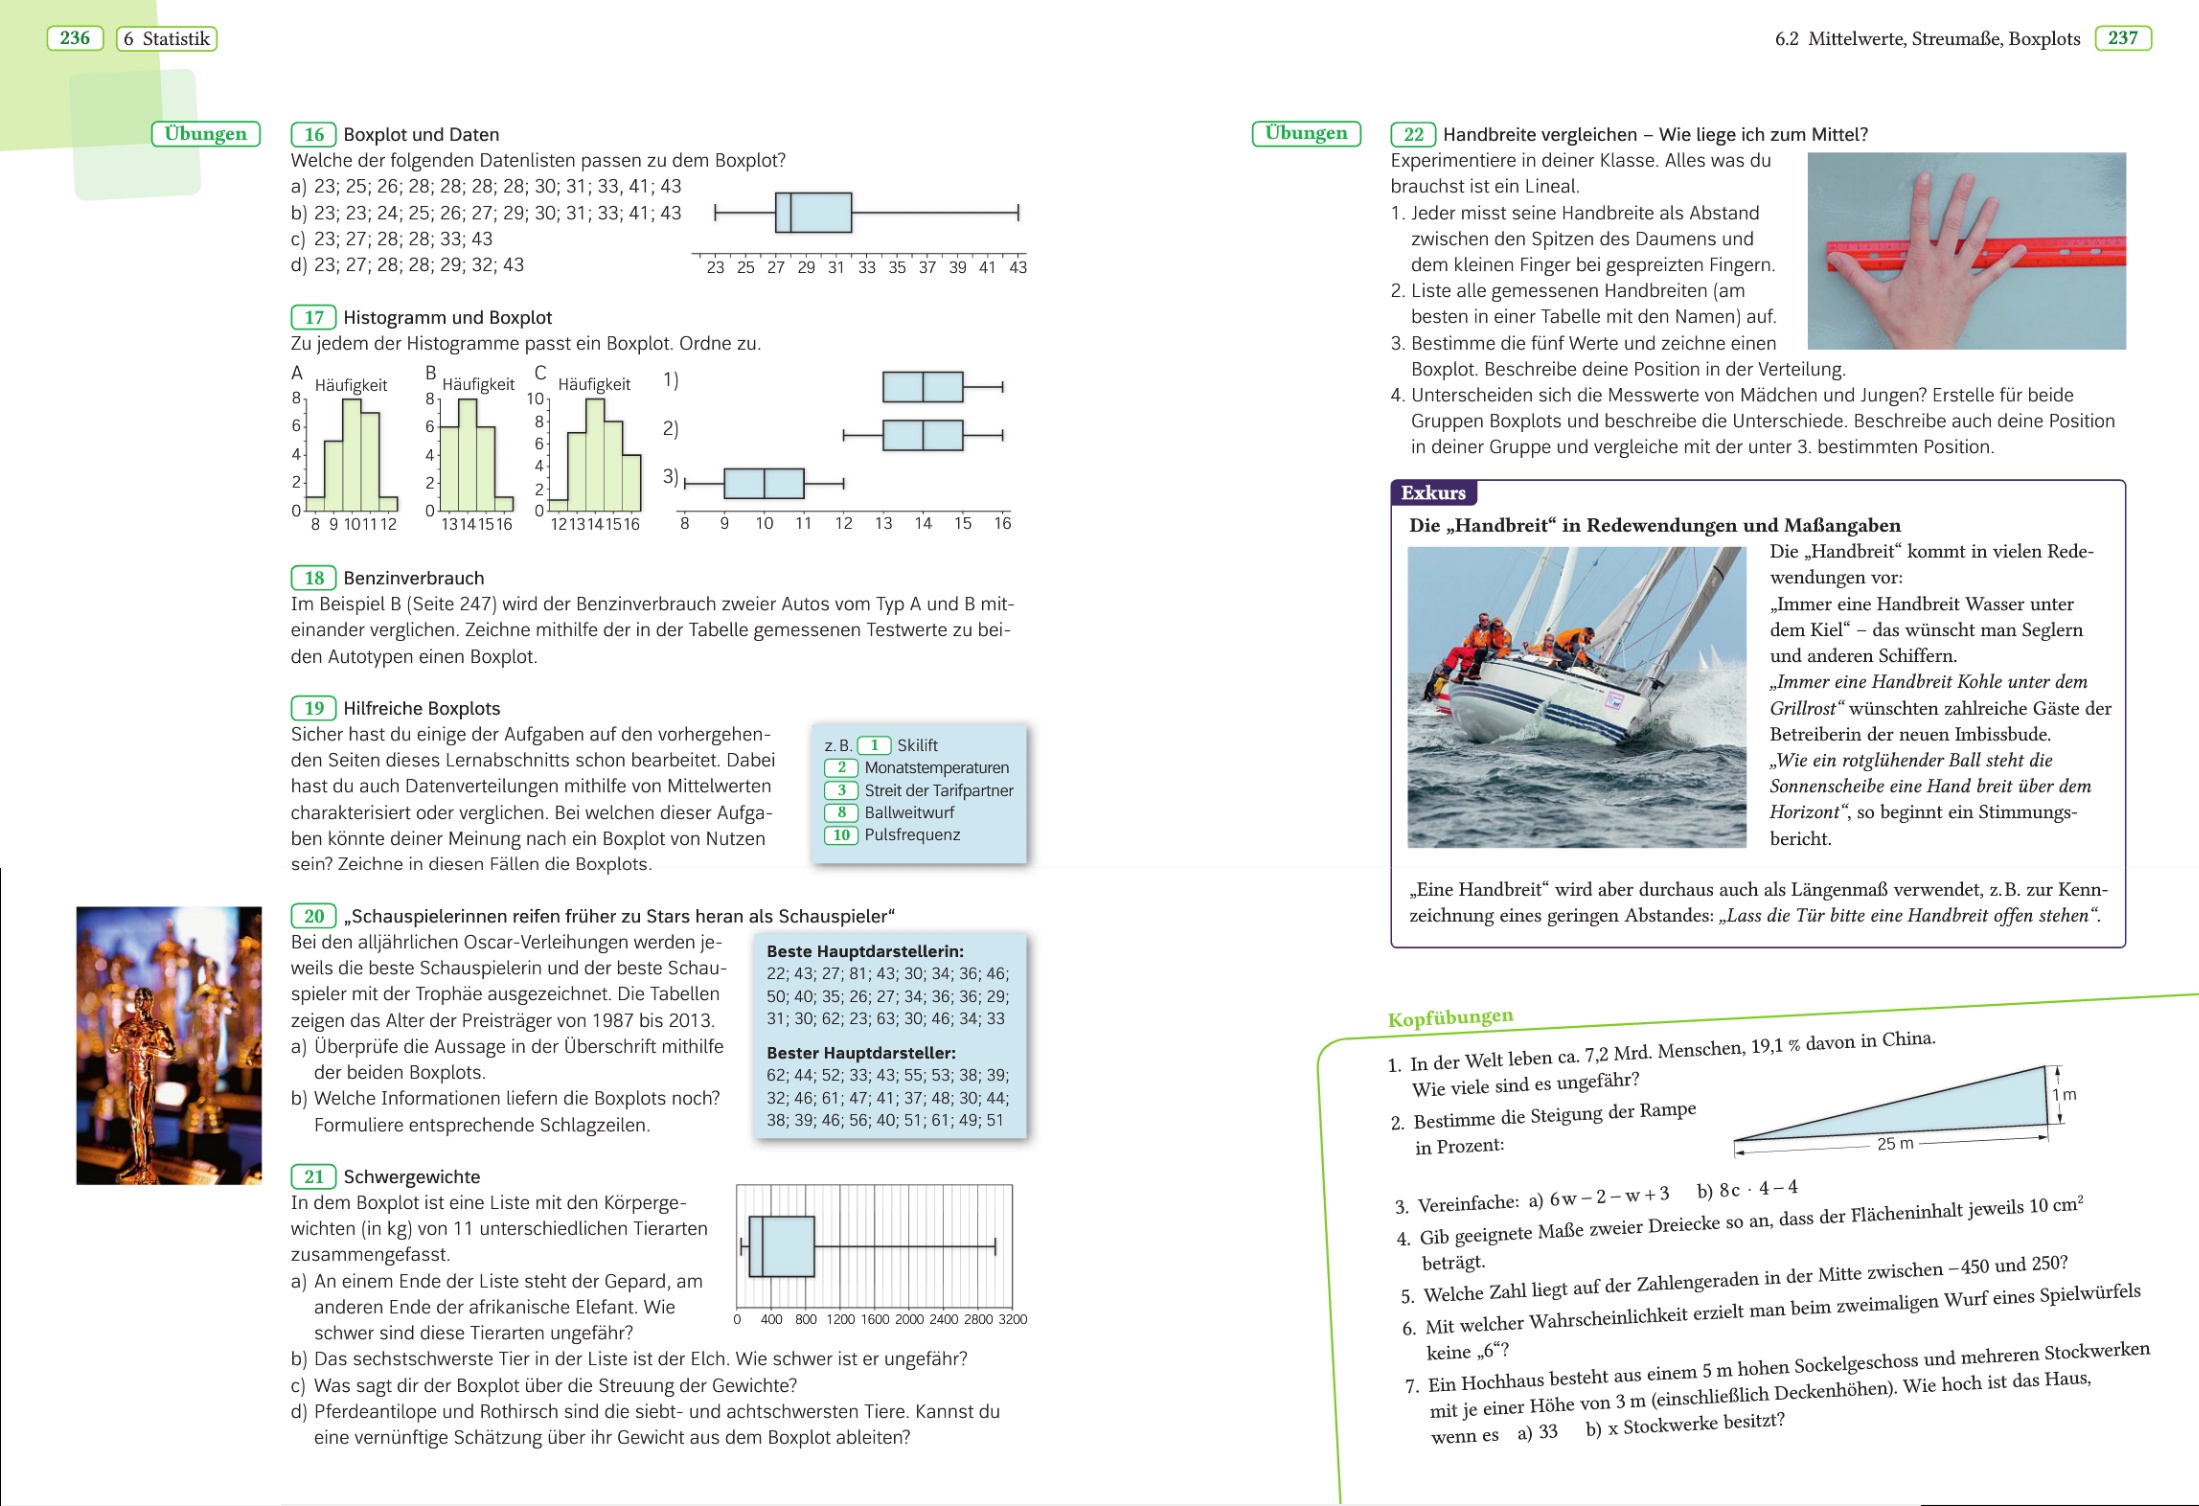 236 6 Statistik
Übungen
16 Boxplot und Daten
Welche der folgenden Datenlisten passen zu dem Boxplot?
a) 23; 25; 26; 28; 28; 28; 28; 30; 31; 33, 41; 43
b) 23; 23; 24; 25; 26; 27; 29; 30; 31; 33; 41; 43
c) 23; 27; 28; 28; 33; 43
d) 23; 27; 28; 28; 29; 32; 43
23 25 27 29 31 33 35 37 39 41 43
17 Histogramm und Boxplot
Zu jedem der Histogramme passt ein Boxplot. Ordne zu.
A
Häufigkeit
8
6
4
2
0
8 9 10 11 12
B
Häufigkeit
8
6
4
2
0
13 14 15 16
C
Häufigkeit
10
8
6
4
2
0
12 13 14 15 16
1)
2)
3)
8 9 10 11 12 13 14 15 16
18 Benzinverbrauch
Im Beispiel B (Seite 247) wird der Benzinverbrauch zweier Autos vom Typ A und B mit-
einander verglichen. Zeichne mithilfe der in der Tabelle gemessenen Testwerte zu bei-
den Autotypen einen Boxplot.
19 Hilfreiche Boxplots
Sicher hast du einige der Aufgaben auf den vorhergehen-
den Seiten dieses Lernabschnitts schon bearbeitet. Dabei
hast du auch Datenverteilungen mithilfe von Mittelwerten
charakterisiert oder verglichen. Bei welchen dieser Aufga-
ben könnte deiner Meinung nach ein Boxplot von Nutzen
sein? Zeichne in diesen Fällen die Boxplots.
z. B. 1 Skilift
2 Monatstemperaturen
3 Streit der Tarifpartner
8 Ballweitwurf
10 Pulsfrequenz
20 „Schauspielerinnen reifen früher zu Stars heran als Schauspieler“
Bei den alljährlichen Oscar-Verleihungen werden je-
weils die beste Schauspielerin und der beste Schau-
spieler mit der Trophäe ausgezeichnet. Die Tabellen
zeigen das Alter der Preisträger von 1987 bis 2013.
a) Überprüfe die Aussage in der Überschrift mithilfe
der beiden Boxplots.
b) Welche Informationen liefern die Boxplots noch?
Formuliere entsprechende Schlagzeilen.
Beste Hauptdarstellerin:
22; 43; 27; 81; 43; 30; 34; 36; 46;
50; 40; 35; 26; 27; 34; 36; 36; 29;
31; 30; 62; 23; 63; 30; 46; 34; 33
Bester Hauptdarsteller:
62; 44; 52; 33; 43; 55; 53; 38; 39;
32; 46; 61; 47; 41; 37; 48; 30; 44;
38; 39; 46; 56; 40; 51; 61; 49; 51
21 Schwergewichte
In dem Boxplot ist eine Liste mit den Körperge-
wichten (in kg) von 11 unterschiedlichen Tierarten
zusammengefasst.
a) An einem Ende der Liste steht der Gepard, am
anderen Ende der afrikanische Elefant. Wie
schwer sind diese Tierarten ungefähr?
0 400 800 1200 1600 2000 2400 2800 3200
b) Das sechstschwerste Tier in der Liste ist der Elch. Wie schwer ist er ungefähr?
c) Was sagt dir der Boxplot über die Streuung der Gewichte?
d) Pferdeantilope und Rothirsch sind die siebt- und achtschwersten Tiere. Kannst du
eine vernünftige Schätzung über ihr Gewicht aus dem Boxplot ableiten?
6.2 Mittelwerte, Streumaße, Boxplots 237
Übungen
22 Handbreite vergleichen – Wie liege ich zum Mittel?
Experimentiere in deiner Klasse. Alles was du
brauchst ist ein Lineal.
1. Jeder misst seine Handbreite als Abstand
zwischen den Spitzen des Daumens und
dem kleinen Finger bei gespreizten Fingern.
2. Liste alle gemessenen Handbreiten (am
besten in einer Tabelle mit den Namen) auf.
3. Bestimme die fünf Werte und zeichne einen
Boxplot. Beschreibe deine Position in der Verteilung.
4. Unterscheiden sich die Messwerte von Mädchen und Jungen? Erstelle für beide
Gruppen Boxplots und beschreibe die Unterschiede. Beschreibe auch deine Position
in deiner Gruppe und vergleiche mit der unter 3. bestimmten Position.
Exkurs
Die „Handbreit“ in Redewendungen und Maßangaben
Die „Handbreit“ kommt in vielen Rede-
wendungen vor:
„Immer eine Handbreit Wasser unter
dem Kiel“ – das wünscht man Seglern
und anderen Schiffern.
„Immer eine Handbreit Kohle unter dem
Grillrost“ wünschten zahlreiche Gäste der
Betreiberin der neuen Imbissbude.
„Wie ein rotglühender Ball steht die
Sonnenscheibe eine Hand breit über dem
Horizont“, so beginnt ein Stimmungs-
bericht.
„Eine Handbreit“ wird aber durchaus auch als Längenmaß verwendet, z. B. zur Kenn-
zeichnung eines geringen Abstandes: „Lass die Tür bitte eine Handbreit offen stehen“.
Kopfübungen
1. In der Welt leben ca. 7,2 Mrd. Menschen, 19,1 % davon in China.
Wie viele sind es ungefähr?
2. Bestimme die Steigung der Rampe
in Prozent:
1 m
25 m
3. Vereinfache: a) 6 w – 2 – w + 3 b) 8 c · 4 – 4
4. Gib geeignete Maße zweier Dreiecke so an, dass der Flächeninhalt jeweils 10 cm²
beträgt.
5. Welche Zahl liegt auf der Zahlengeraden in der Mitte zwischen –450 und 250?
6. Mit welcher Wahrscheinlichkeit erzielt man beim zweimaligen Wurf eines Spielwürfels
keine „6“?
7. Ein Hochhaus besteht aus einem 5 m hohen Sockelgeschoss und mehreren Stockwerken
mit je einer Höhe von 3 m (einschließlich Deckenhöhen). Wie hoch ist das Haus,
wenn es a) 33 b) x Stockwerke besitzt?